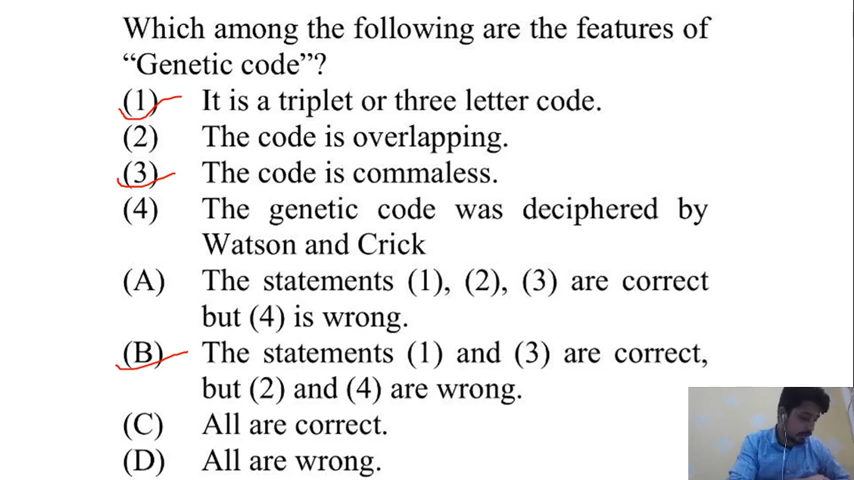 Which among the following are the features of
“Genetic code”?
(1) It is a triplet or three letter code.
(2) The code is overlapping.
(3) The code is commaless.
(4) The genetic code was deciphered by
Watson and Crick
(A) The statements (1), (2), (3) are correct
but (4) is wrong.
(B) The statements (1) and (3) are correct,
but (2) and (4) are wrong.
(C) All are correct.
(D) All are wrong.